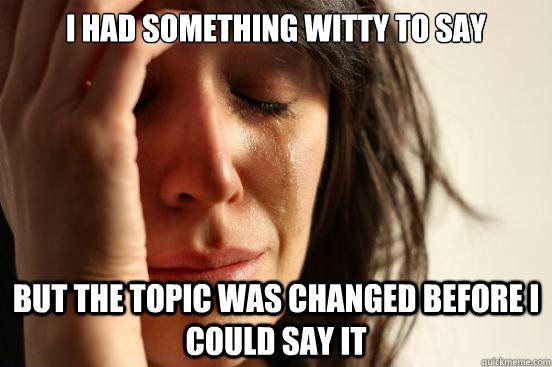 I HAD SOMETHING WITTY TO SAY
BUT THE TOPIC WAS CHANGED BEFORE I
COULD SAY IT
quickmeme.com